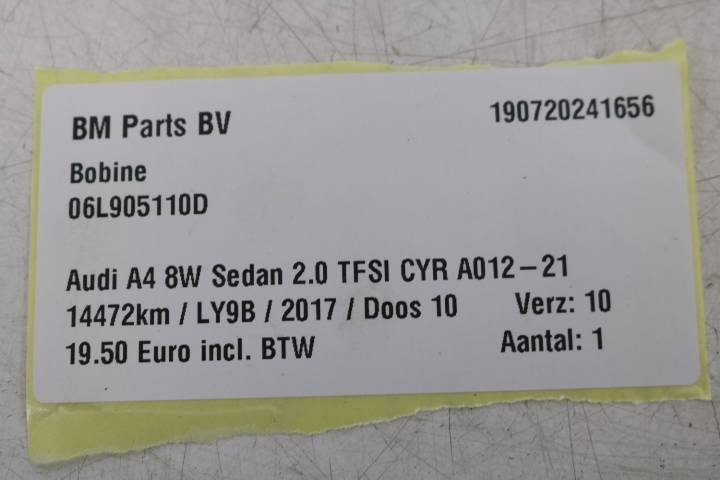 BM Parts BV 190720241656
Bobine
06L905110D
Audi A4 8W Sedan 2.0 TFSI CYR A012-21
14472km / LY9B / 2017 / Doos 10 Verz: 10
19.50 Euro incl. BTW Aantal: 1